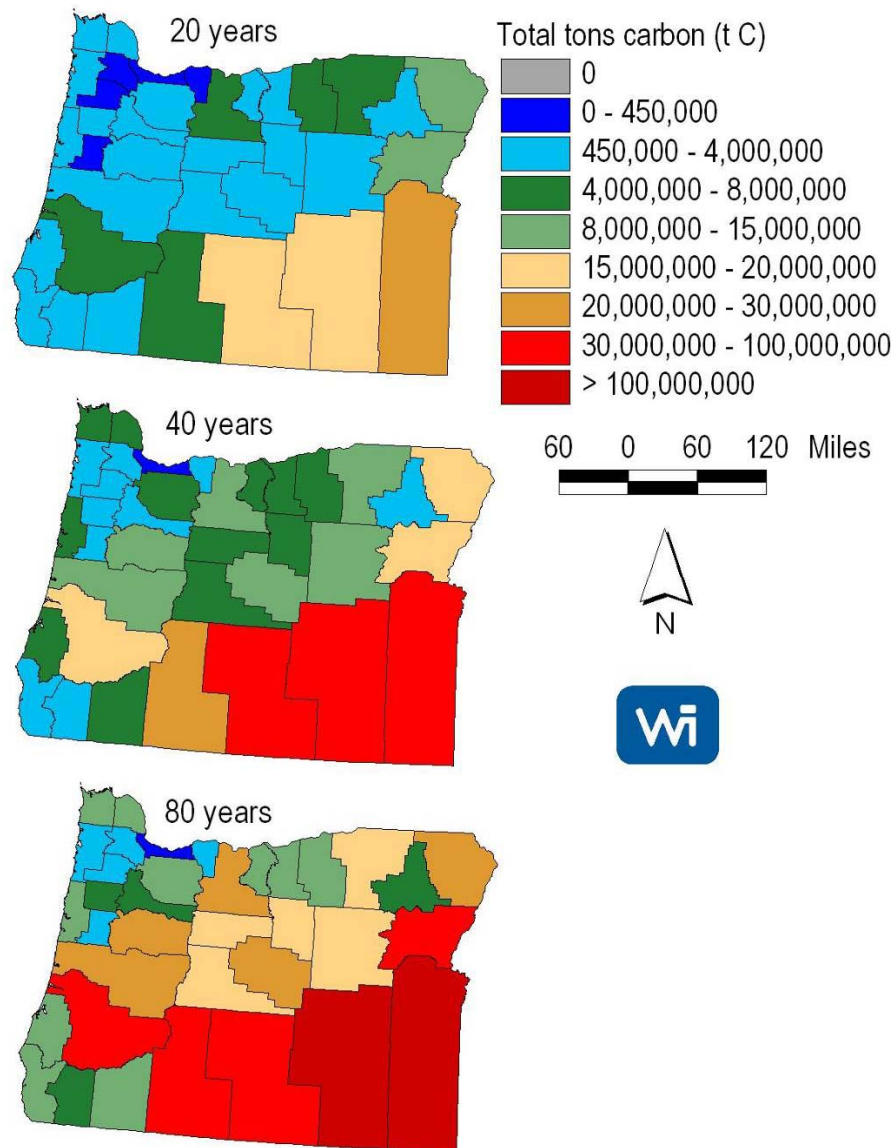 20 years
Total tons carbon (t C)
0
0 - 450,000
450,000 - 4,000,000
4,000,000 - 8,000,000
8,000,000 - 15,000,000
15,000,000 - 20,000,000
20,000,000 - 30,000,000
30,000,000 - 100,000,000
> 100,000,000
40 years
60 0 60 120 Miles
N
Wi
80 years